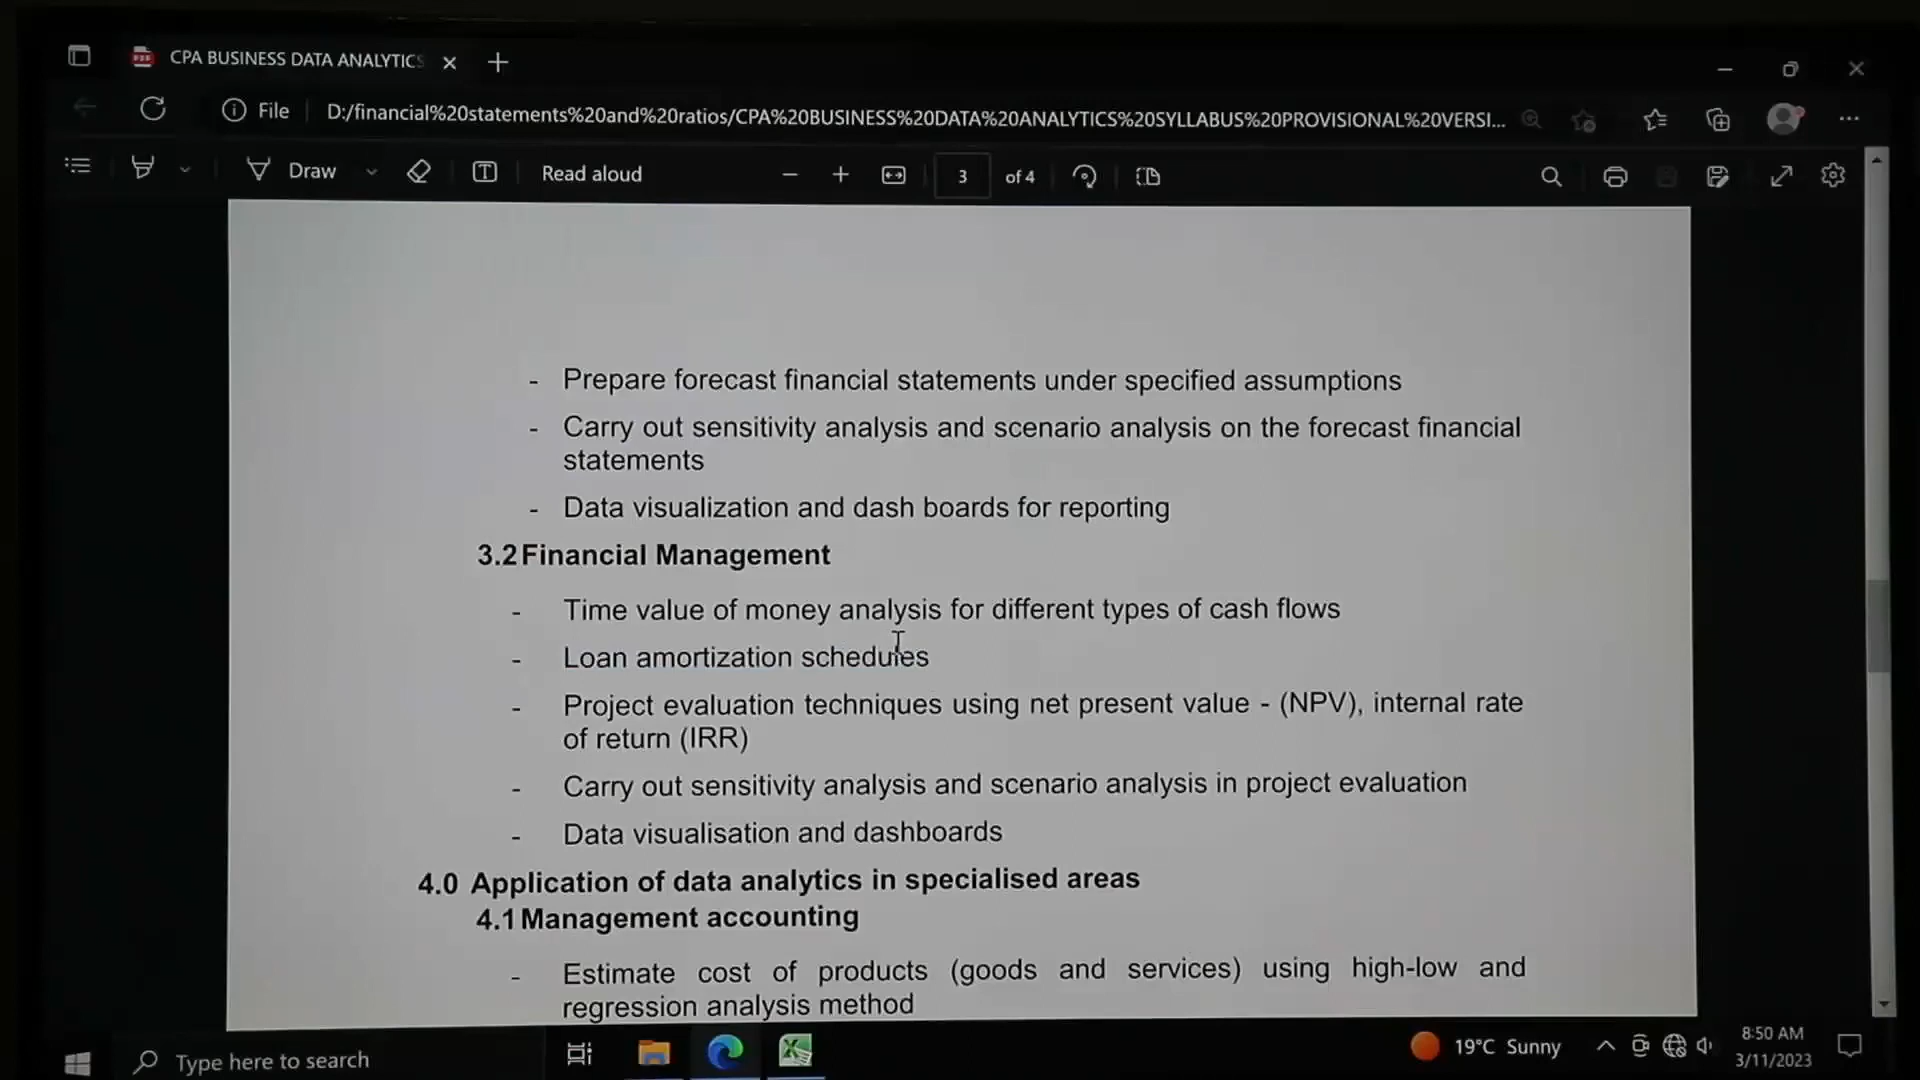 CPA BUSINESS DATA ANALYTICS
File
D:/financial%20statements%20and%20ratios/CPA%20BUSINESS%20DATA%20ANALYTICS%20SYLLABUS%20PROVISIONAL%20VERSI...
Draw
Read aloud
3
of 4
- Prepare forecast financial statements under specified assumptions
- Carry out sensitivity analysis and scenario analysis on the forecast financial
statements
- Data visualization and dash boards for reporting
3.2 Financial Management
- Time value of money analysis for different types of cash flows
- Loan amortization schedules
- Project evaluation techniques using net present value - (NPV), internal rate
of return (IRR)
- Carry out sensitivity analysis and scenario analysis in project evaluation
- Data visualisation and dashboards
4.0 Application of data analytics in specialised areas
4.1 Management accounting
- Estimate cost of products (goods and services) using high-low and
regression analysis method
Type here to search
19°C Sunny
8:50 AM
3/11/2023